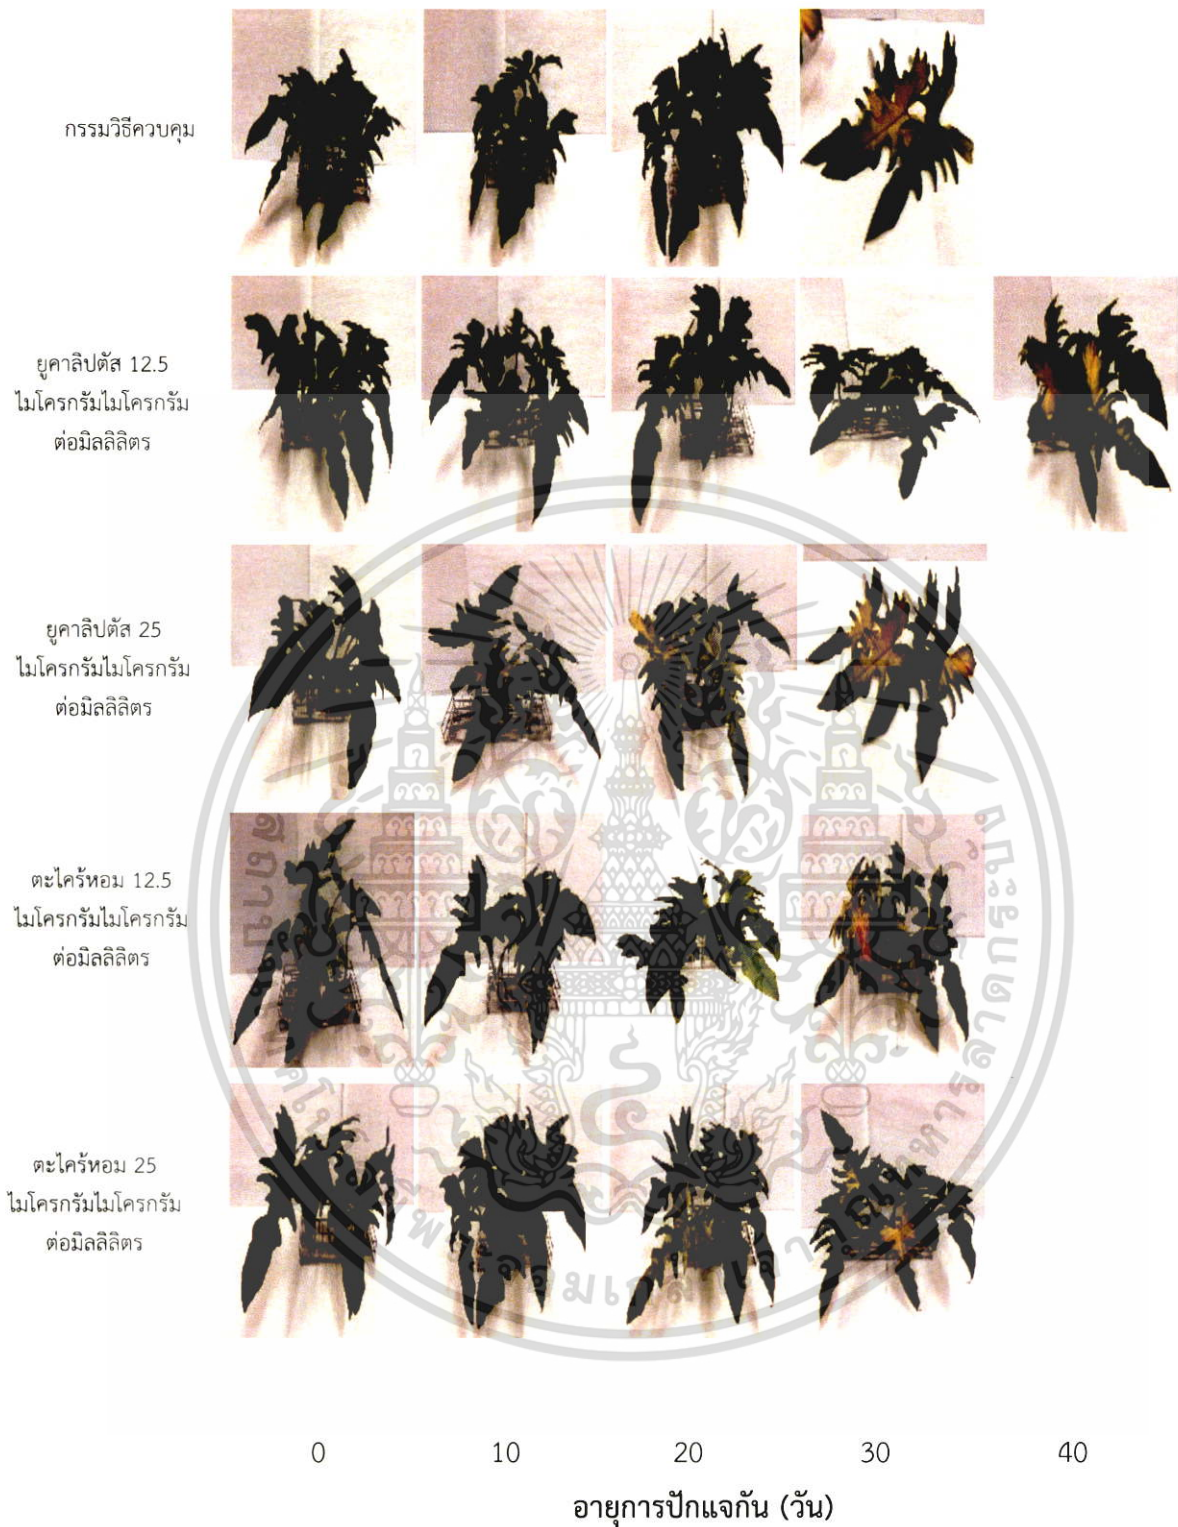 กรรมวิธีควบคุม
ยูคาลิปตัส 12.5
ไมโครกรัมไมโครกรัม
ต่อมิลลิลิตร
ยูคาลิปตัส 25
ไมโครกรัมไมโครกรัม
ต่อมิลลิลิตร
ตะไคร้หอม 12.5
ไมโครกรัมไมโครกรัม
ต่อมิลลิลิตร
ตะไคร้หอม 25
ไมโครกรัมไมโครกรัม
ต่อมิลลิลิตร
0 10 20 30 40
อายุการปักแจกัน (วัน)